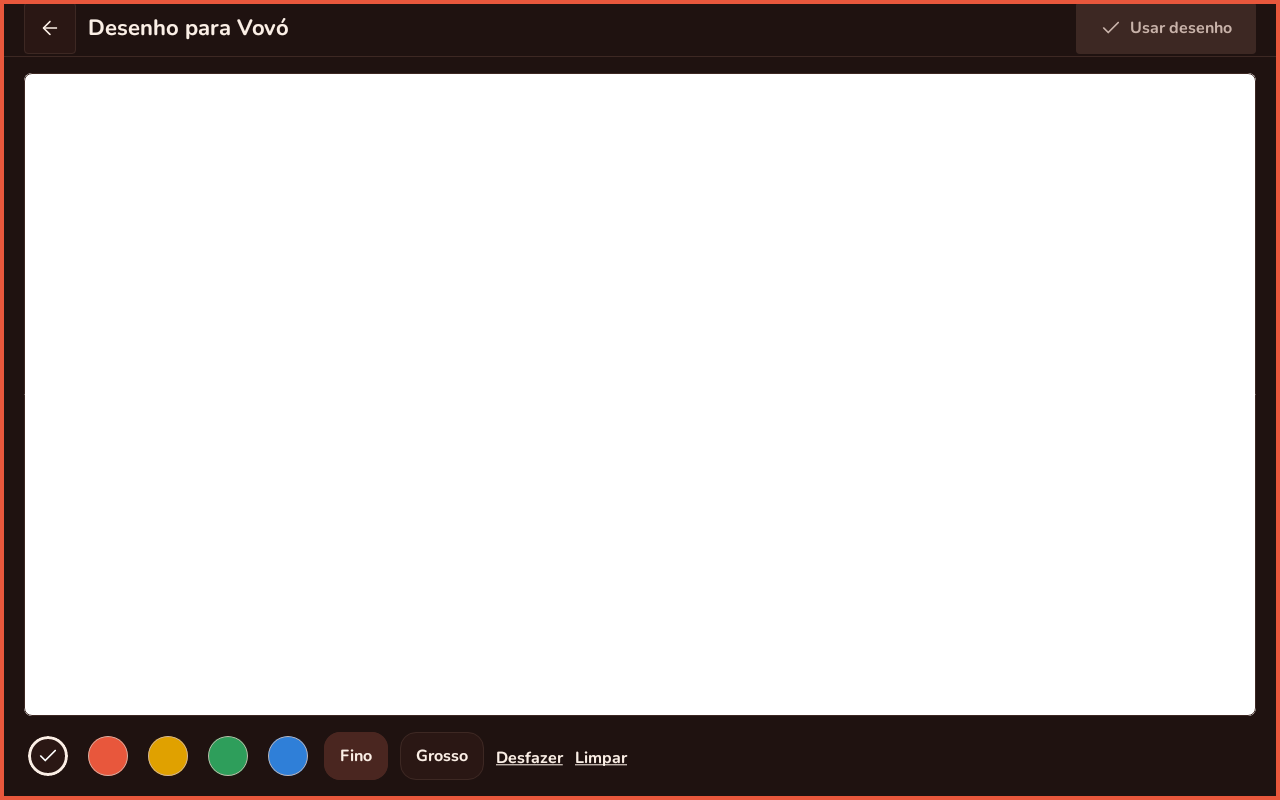 Desenho para Vovó
Usar desenho
Fino
Grosso
Desfazer
Limpar